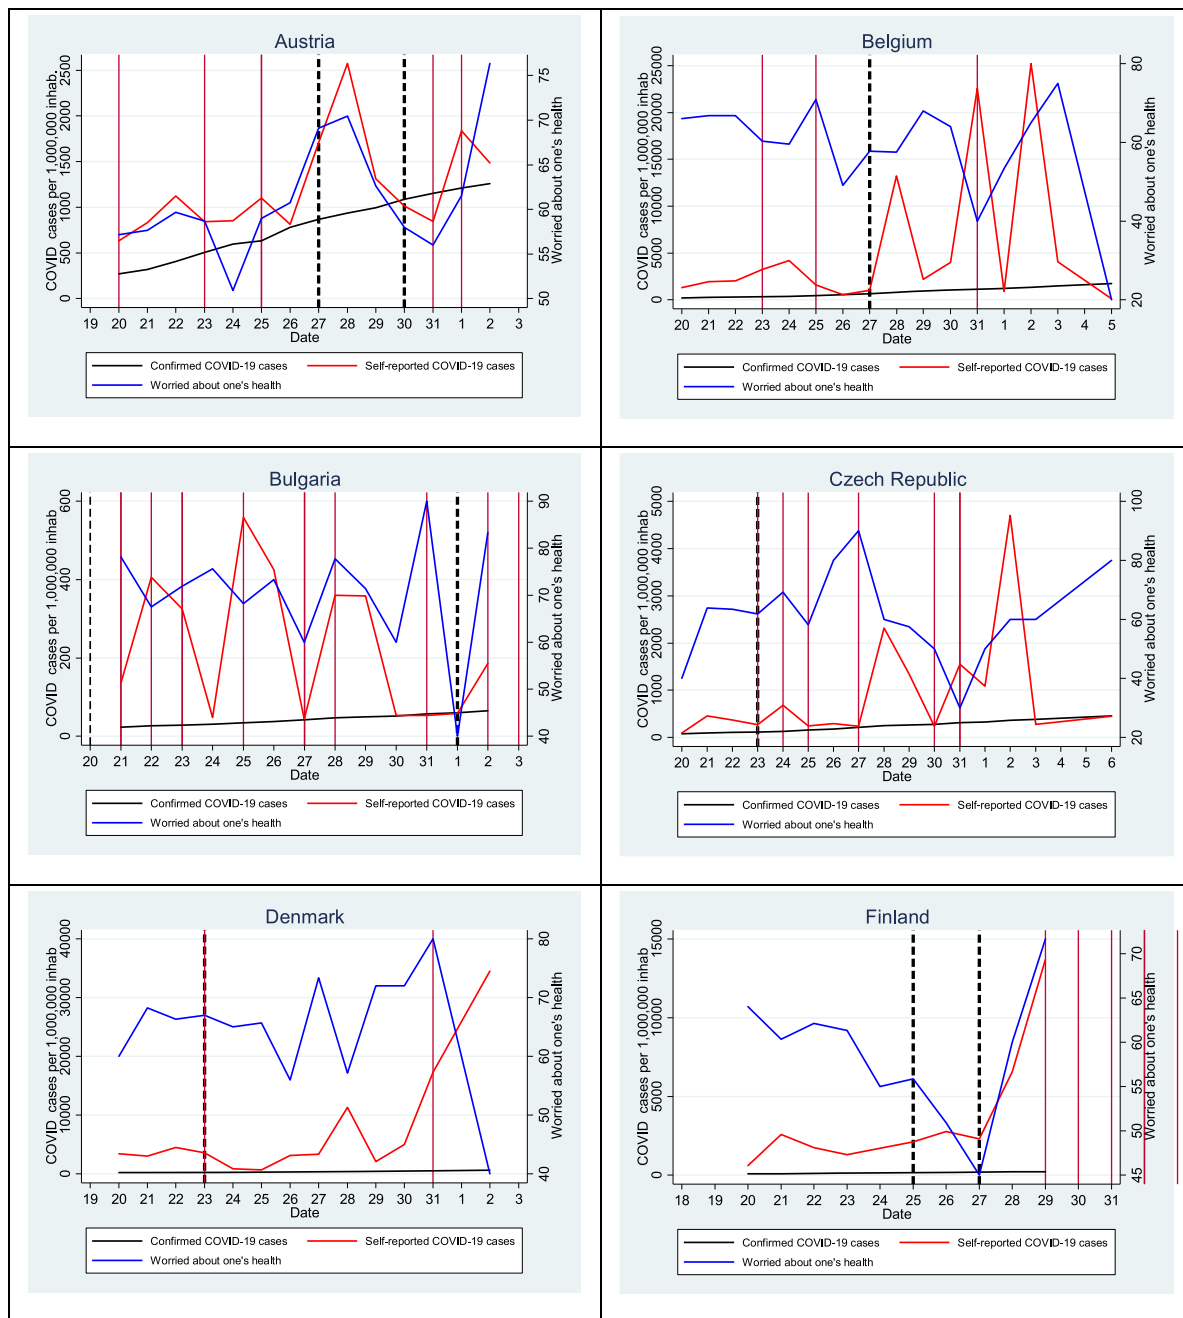 Austria
COVID cases per 1,000,000 inhab.
0 500 1000 1500 2000 2500
50 55 60 65 70 75
Worried about one's health
19 20 21 22 23 24 25 26 27 28 29 30 31 1 2 3
Date
Confirmed COVID-19 cases Self-reported COVID-19 cases
Worried about one's health
Belgium
COVID cases per 1,000,000 inhab
0 5000 10000 15000 20000 25000
20 40 60 80
Worried about one's health
20 21 22 23 24 25 26 27 28 29 30 31 1 2 3 4 5
Date
Confirmed COVID-19 cases Self-reported COVID-19 cases
Worried about one's health
Bulgaria
COVID cases per 1,000,000 inhab
0 200 400 600
40 50 60 70 80 90
Worried about one's health
20 21 22 23 24 25 26 27 28 29 30 31 1 2 3
Date
Confirmed COVID-19 cases Self-reported COVID-19 cases
Worried about one's health
Czech Republic
COVID cases per 1,000,000 inhab
0 1000 2000 3000 4000 5000
20 40 60 80 100
Worried about one's health
20 21 22 23 24 25 26 27 28 29 30 31 1 2 3 4 5 6
Date
Confirmed COVID-19 cases Self-reported COVID-19 cases
Worried about one's health
Denmark
COVID cases per 1,000,000 inhab
0 10000 20000 30000 40000
40 50 60 70 80
Worried about one's health
19 20 21 22 23 24 25 26 27 28 29 30 31 1 2 3
Date
Confirmed COVID-19 cases Self-reported COVID-19 cases
Worried about one's health
Finland
COVID cases per 1,000,000 inhab
0 5000 10000 15000
45 50 55 60 65 70
Worried about one's health
18 19 20 21 22 23 24 25 26 27 28 29 30 31
Date
Confirmed COVID-19 cases Self-reported COVID-19 cases
Worried about one's health